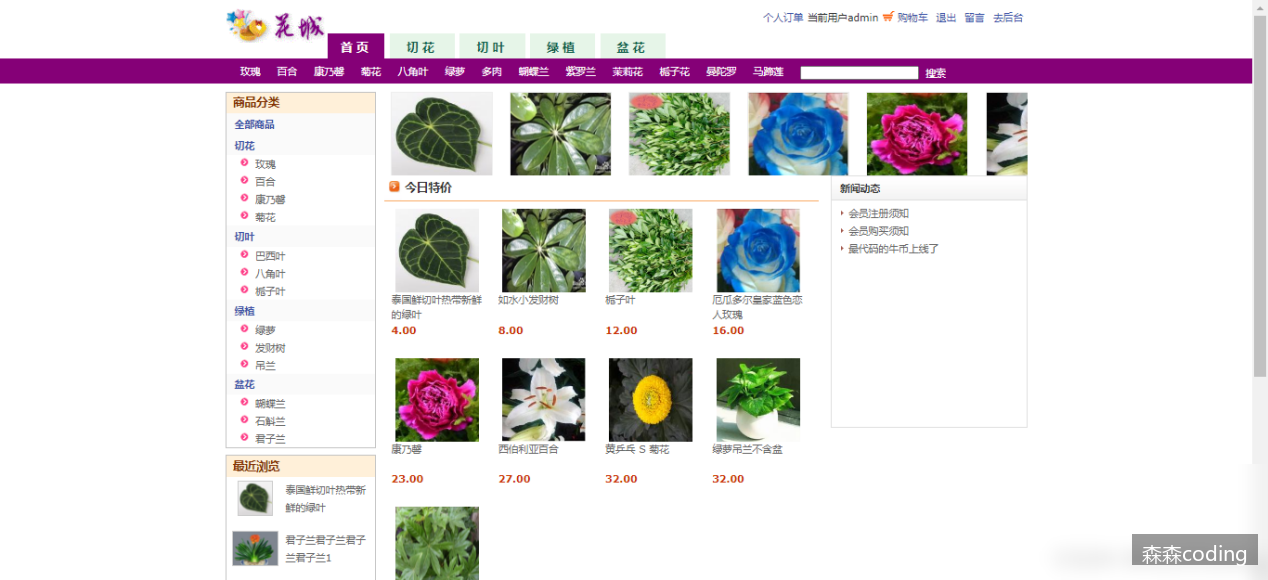 花城
个人订单 当前用户admin 购物车 退出 留言 去后台
首页 切花 切叶 绿植 盆花
玫瑰 百合 康乃馨 菊花 八角叶 绿萝 多肉 蝴蝶兰 紫罗兰 茉莉花 栀子花 曼陀罗 马蹄莲 搜索
商品分类
全部商品
切花
玫瑰
百合
康乃馨
菊花
切叶
巴西叶
八角叶
栀子叶
绿植
绿萝
发财树
吊兰
盆花
蝴蝶兰
石斛兰
君子兰
最近浏览
泰国鲜切叶热带新
鲜的绿叶
君子兰君子兰君子
兰君子兰1
今日特价
泰国鲜切叶热带新鲜
的绿叶
4.00
如水小发财树
8.00
栀子叶
12.00
厄瓜多尔皇家蓝色恋
人玫瑰
16.00
康乃馨
23.00
西伯利亚百合
27.00
黄乒乓 S 菊花
32.00
绿萝吊兰不含盆
32.00
新闻动态
会员注册须知
会员购买须知
最代码的牛币上线了
森森coding